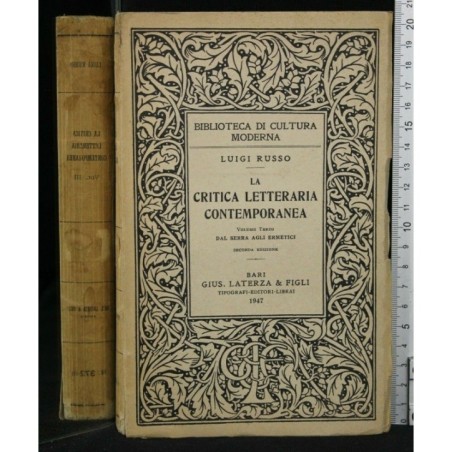 BIBLIOTECA DI CULTURA
MODERNA
LUIGI RUSSO
LA
CRITICA LETTERARIA
CONTEMPORANEA
VOLUME TERZO
DAL SERRA AGLI ERMETICI
SECONDA EDIZIONE
BARI
GIUS. LATERZA & FIGLI
TIPOGRAFI-EDITORI-LIBRAI
1947